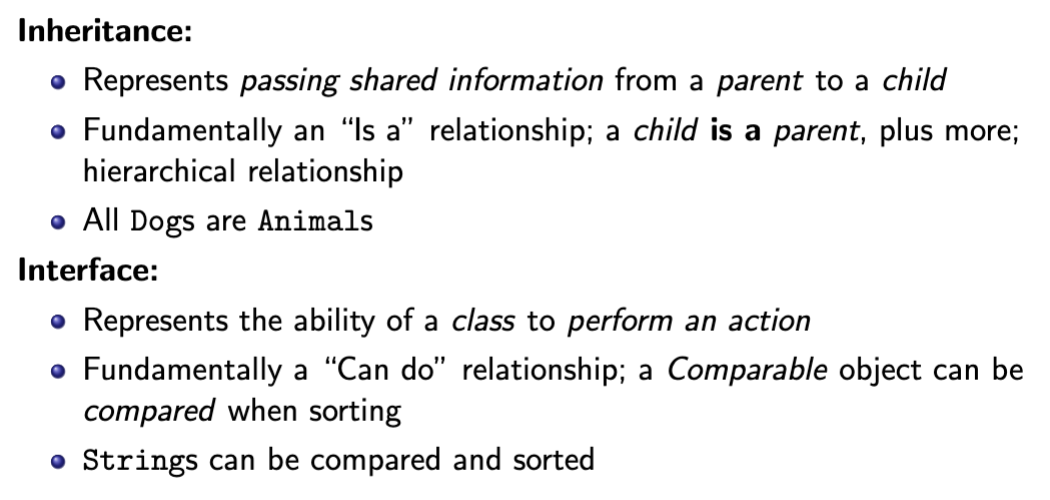 Inheritance:
Represents passing shared information from a parent to a child
Fundamentally an “Is a” relationship; a child is a parent, plus more;
hierarchical relationship
All Dogs are Animals
Interface:
Represents the ability of a class to perform an action
Fundamentally a “Can do” relationship; a Comparable object can be
compared when sorting
Strings can be compared and sorted